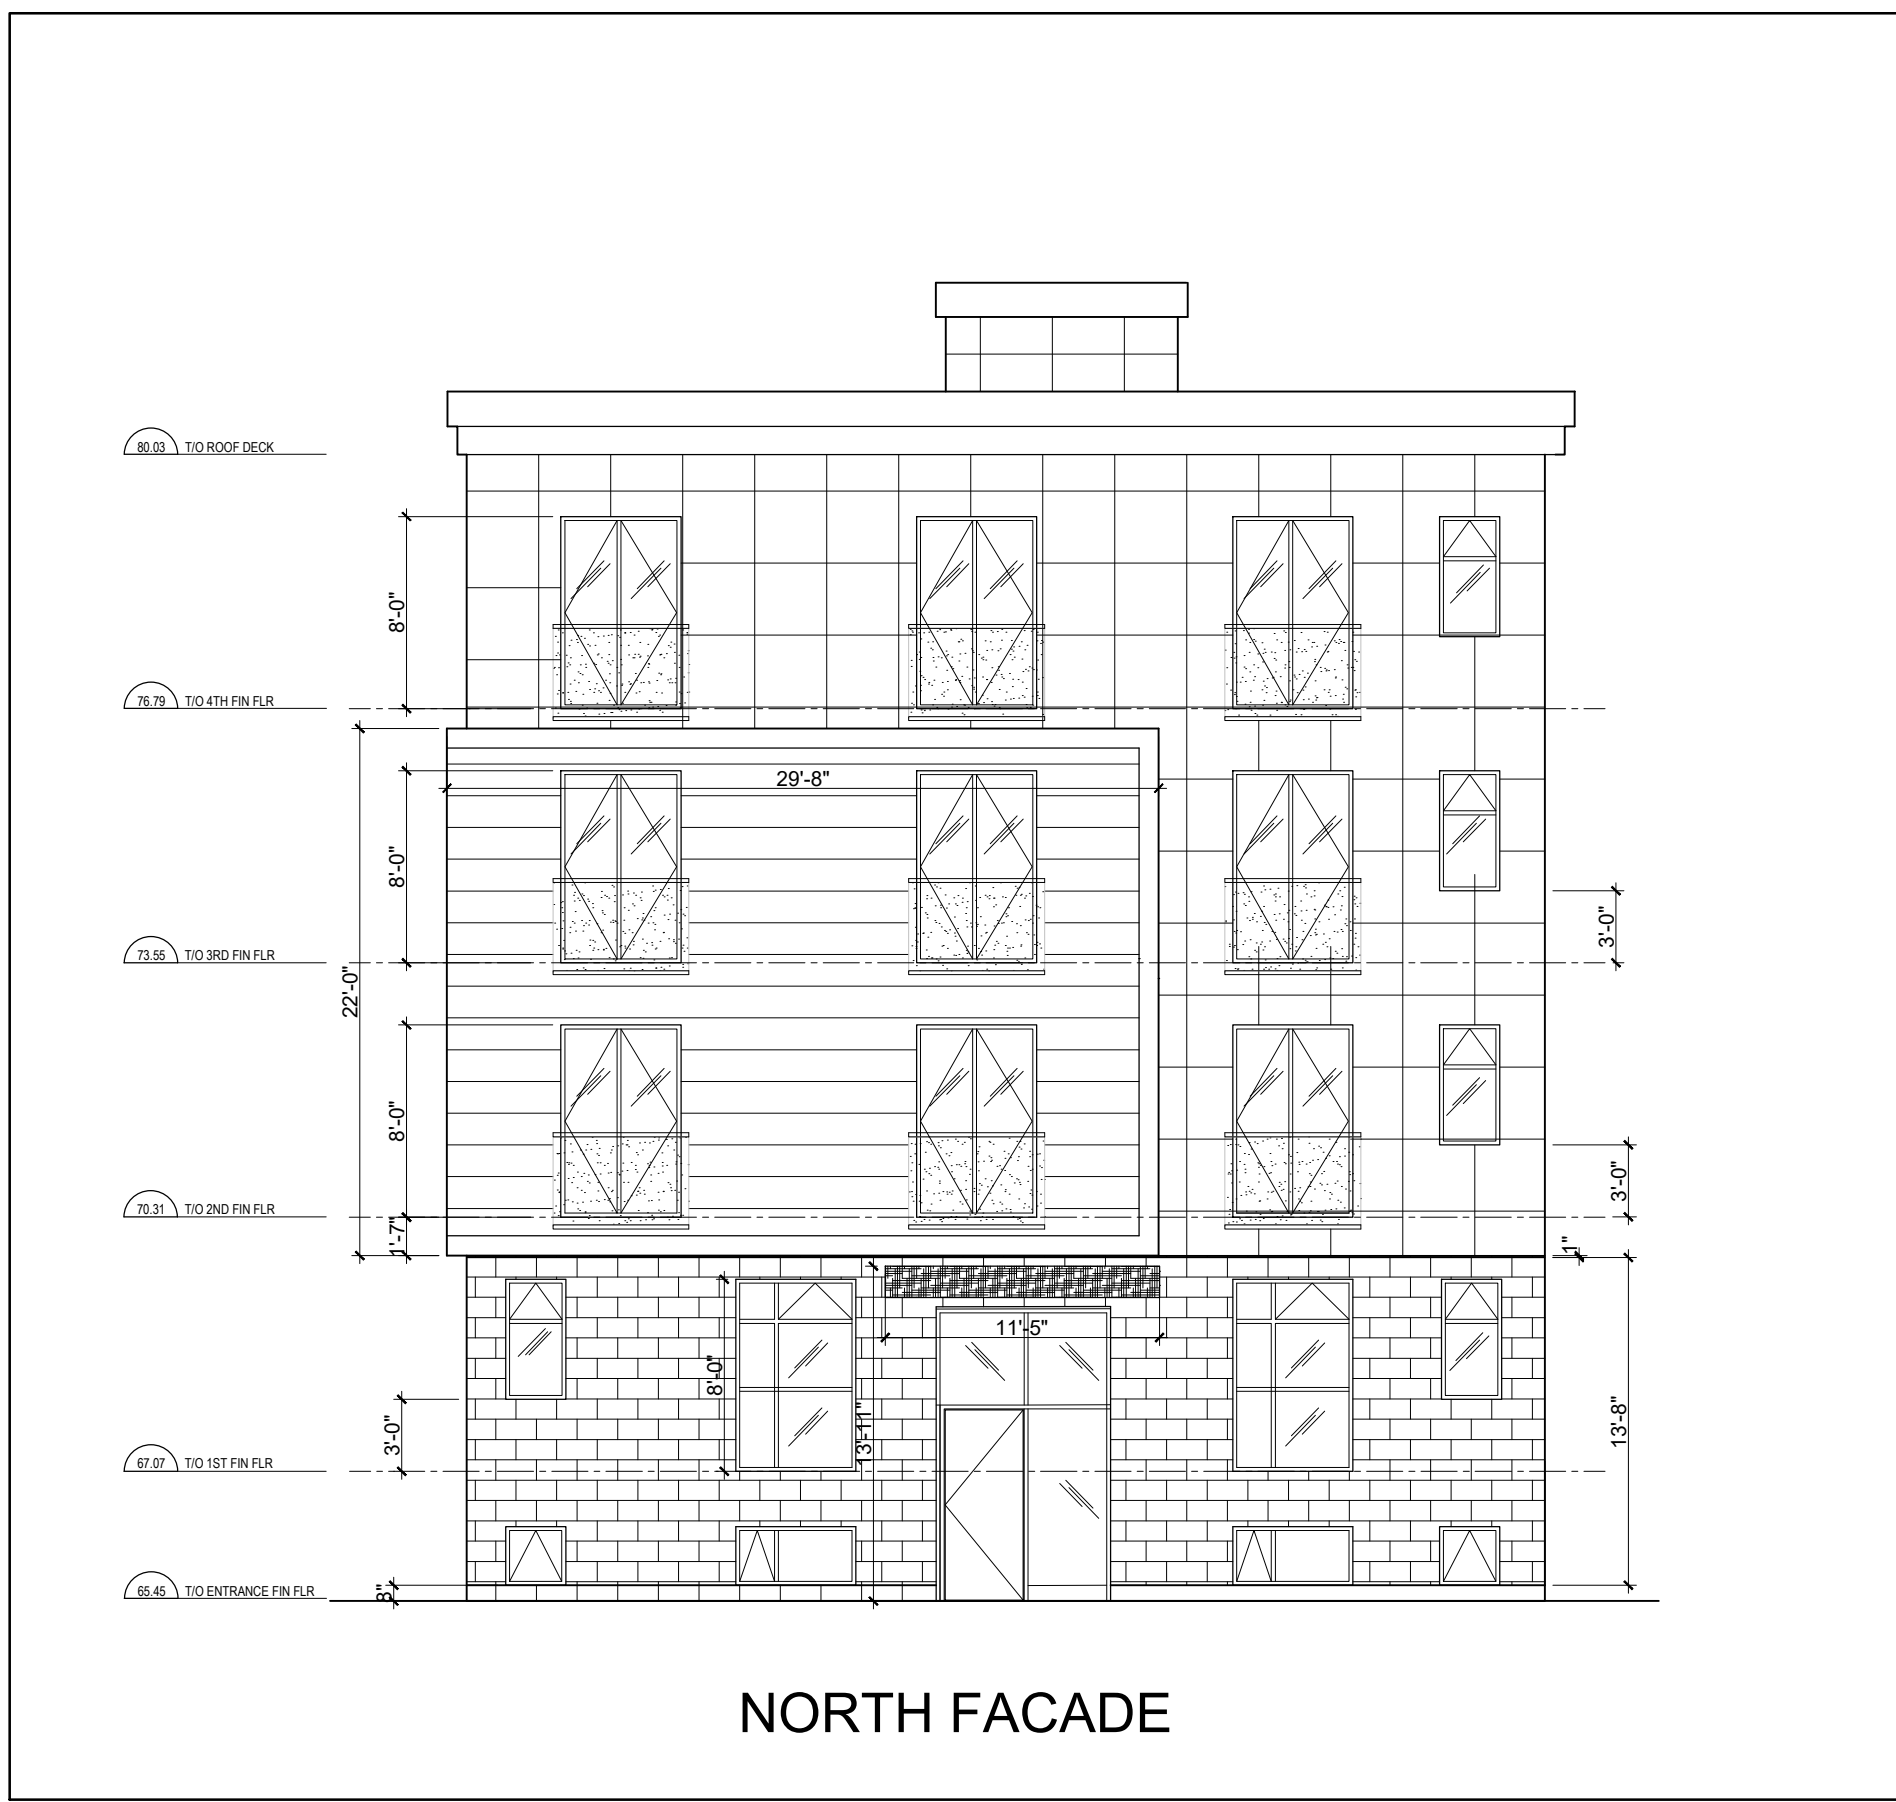 80.03 T/O ROOF DECK
8'-0"
76.79 T/O 4TH FIN FLR
29'-8"
8'-0"
3'-0"
73.55 T/O 3RD FIN FLR
22'-0"
8'-0"
3'-0"
70.31 T/O 2ND FIN FLR
1'-7"
1"
11'-5"
8'-0"
13'-11"
13'-8"
3'-0"
67.07 T/O 1ST FIN FLR
65.45 T/O ENTRANCE FIN FLR
8"
NORTH FACADE